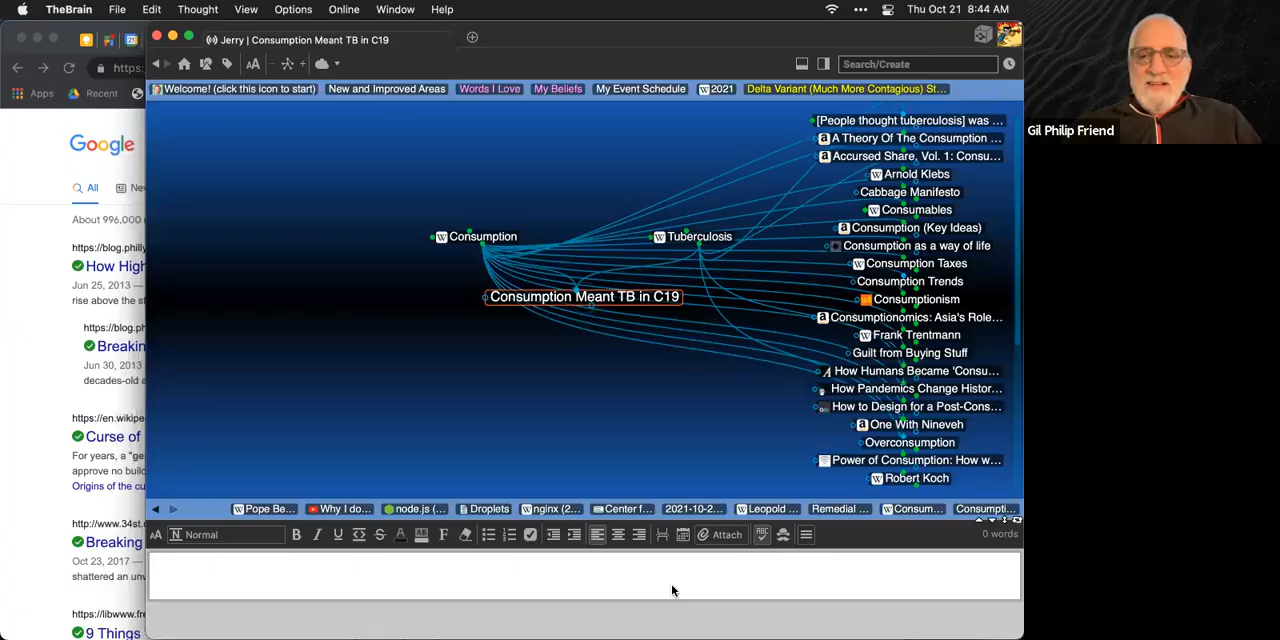 TheBrain File Edit Thought View Options Online Window Help Thu Oct 21 8:44 AM
Jerry | Consumption Meant TB in C19
https:
Search/Create
Apps Recent
Welcome! (click this icon to start) New and Improved Areas Words I Love My Beliefs My Event Schedule 2021 Delta Variant (Much More Contagious) St...
Google
All Nev
About 996,000
https://blog.philly
How High
Jun 25, 2013
rise above the st
https://blog.ph
Breakin
Jun 30, 2013
decades-old a
https://en.wikipe
Curse of
For years, a "ge
approve no build
Origins of the cu
http://www.34st.
Breaking
Oct 23, 2017
shattered an unv
https://libwww.fre
9 Things
Consumption
Tuberculosis
Consumption Meant TB in C19
[People thought tuberculosis] was ...
A Theory Of The Consumption ...
Accursed Share, Vol. 1: Consu...
Arnold Klebs
Cabbage Manifesto
Consumables
Consumption (Key Ideas)
Consumption as a way of life
Consumption Taxes
Consumption Trends
Consumptionism
Consumptionomics: Asia's Role...
Frank Trentmann
Guilt from Buying Stuff
How Humans Became 'Consu...
How Pandemics Change Histor...
How to Design for a Post-Cons...
One With Nineveh
Overconsumption
Power of Consumption: How w...
Robert Koch
Pope Be... Why I do... node.js (... Droplets nginx (2... Center f... 2021-10-2... Leopold ... Remedial ... Consum... Consumpti...
Normal B I U S A F Attach 0 words
Gil Philip Friend